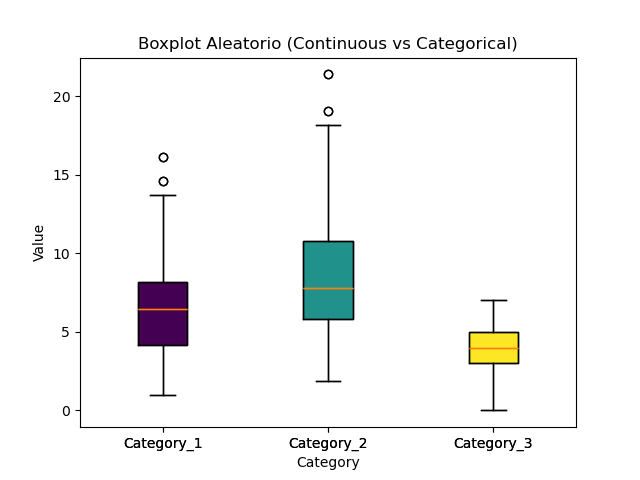 Boxplot Aleatorio (Continuous vs Categorical)
20
15
10
5
0
Value
Category_1 Category_2 Category_3
Category